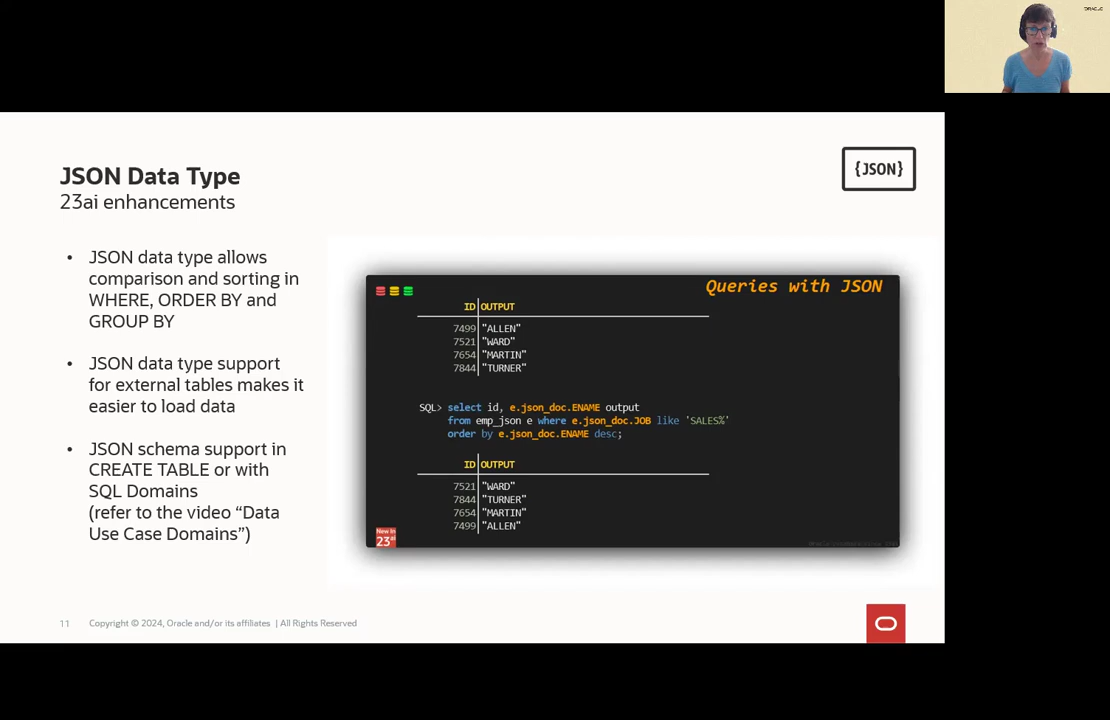 ORACLE
JSON Data Type
23ai enhancements
{JSON}
• JSON data type allows
comparison and sorting in
WHERE, ORDER BY and
GROUP BY
• JSON data type support
for external tables makes it
easier to load data
• JSON schema support in
CREATE TABLE or with
SQL Domains
(refer to the video “Data
Use Case Domains”)
Queries with JSON
ID OUTPUT
7499 "ALLEN"
7521 "WARD"
7654 "MARTIN"
7844 "TURNER"
SQL> select id, e.json_doc.ENAME output
from emp_json e where e.json_doc.JOB like 'SALES%'
order by e.json_doc.ENAME desc;
ID OUTPUT
7521 "WARD"
7844 "TURNER"
7654 "MARTIN"
7499 "ALLEN"
New in
23ai
11 Copyright © 2024, Oracle and/or its affiliates | All Rights Reserved